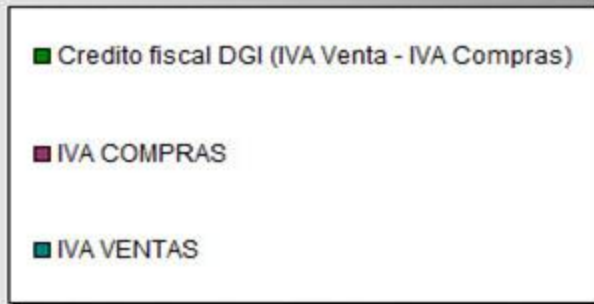 Credito fiscal DGI (IVA Venta - IVA Compras)
IVA COMPRAS
IVA VENTAS